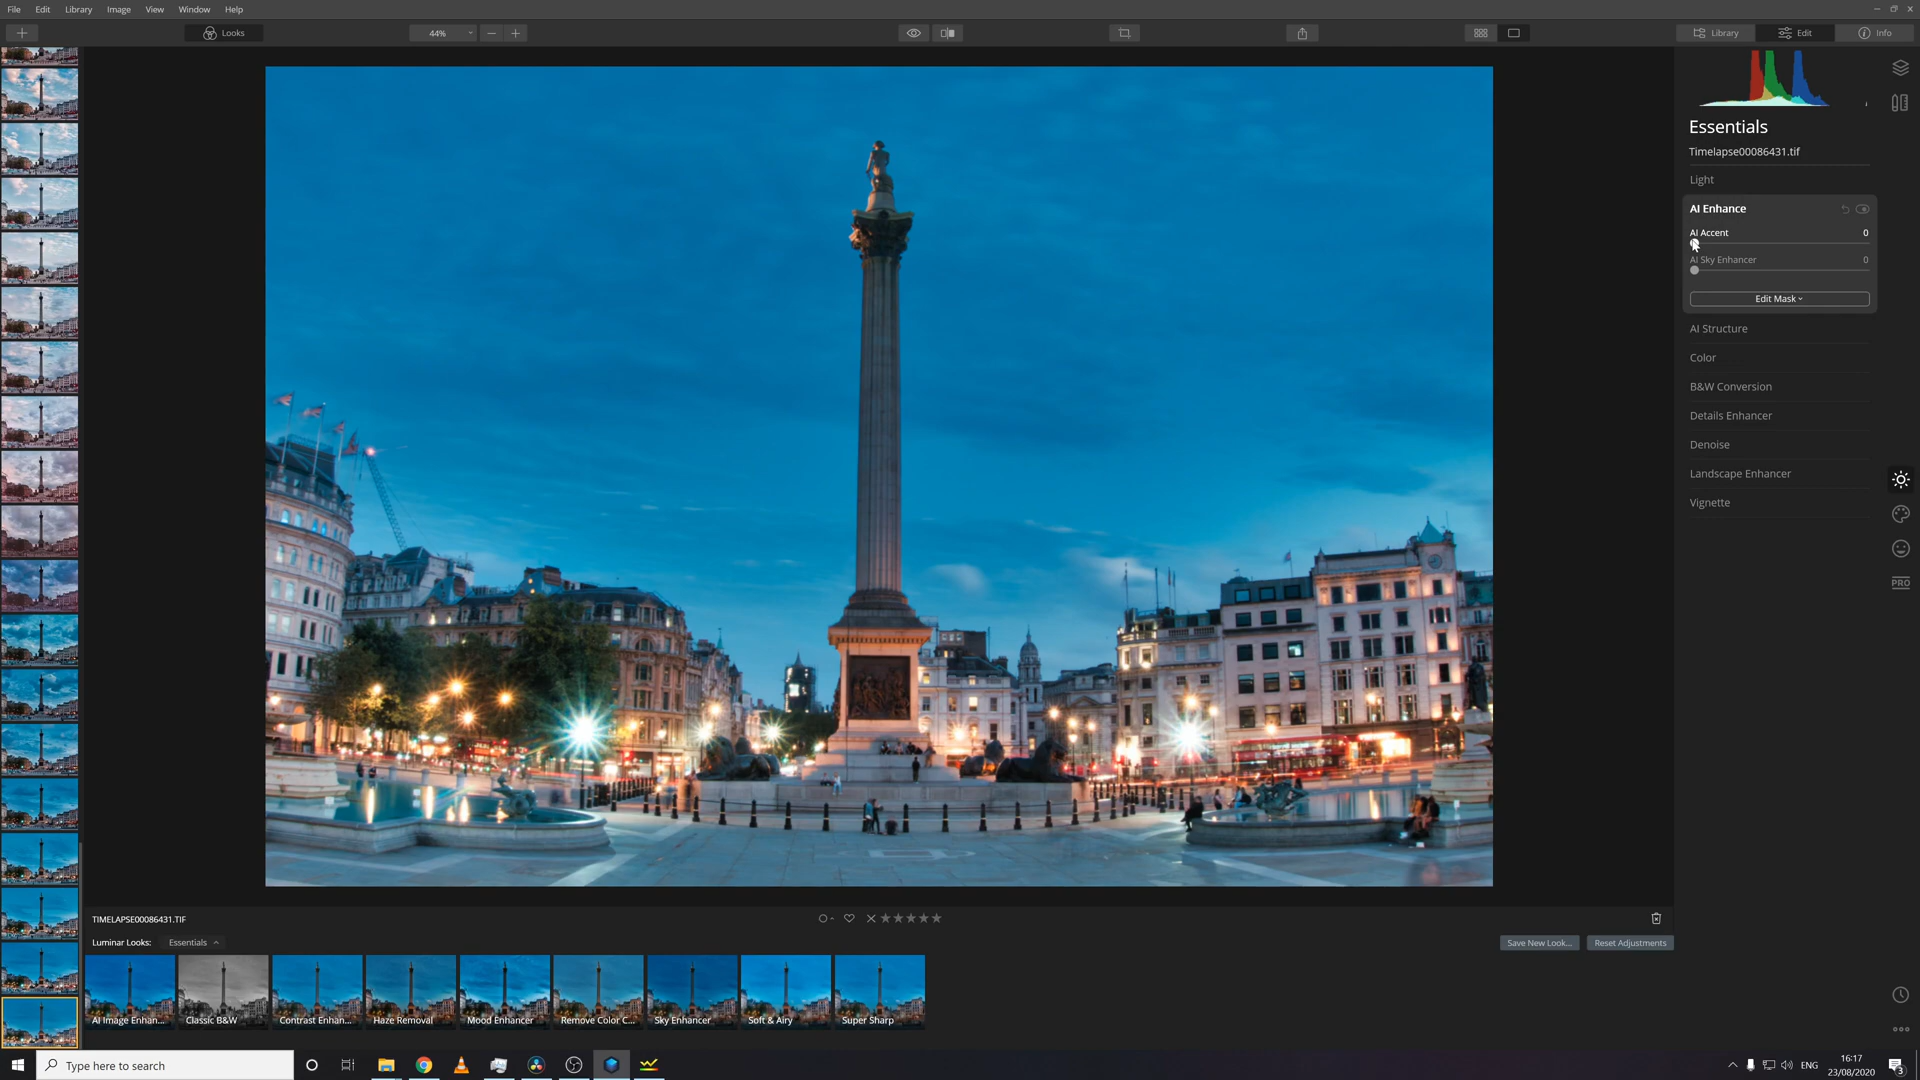 File Edit Library Image View Window Help
Looks 44% Library Edit Info
Essentials
Timelapse00086431.tif
Light
AI Enhance
AI Accent 0
AI Sky Enhancer 0
Edit Mask
AI Structure
Color
B&W Conversion
Details Enhancer
Denoise
Landscape Enhancer
Vignette
PRO
TIMELAPSE00086431.TIF
Luminar Looks: Essentials Save New Look... Reset Adjustments
AI Image Enhan... Classic B&W Contrast Enhan... Haze Removal Mood Enhancer Remove Color C... Sky Enhancer Soft & Airy Super Sharp
Type here to search ENG 16:17
23/08/2020 3